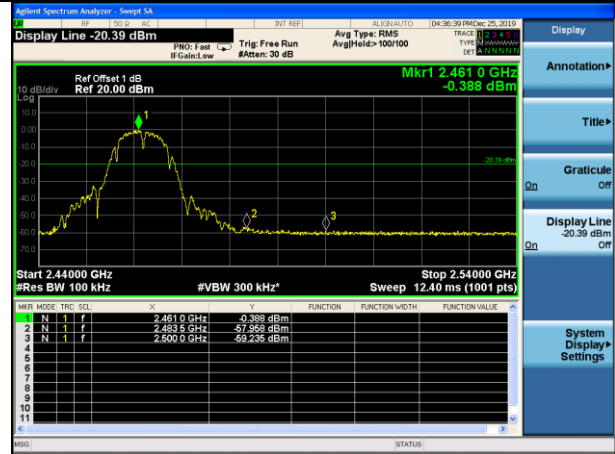 Agilent Spectrum Analyzer - Swept SA
RF 50 Ω AC INT REF ALIGN AUTO 04:36:39 PM Dec 25, 2019
Display Line -20.39 dBm
PNO: Fast
IFGain:Low
Trig: Free Run
#Atten: 30 dB
Avg Type: RMS
Avg|Hold:>100/100
TRACE 1 2 3 4 5 6
TYPE M
DET A N N N N N
Ref Offset 1 dB
Ref 20.00 dBm
10 dB/div
Log
Mkr1 2.461 0 GHz
-0.388 dBm
10.0
0.00
-10.0
-20.0
-30.0
-40.0
-50.0
-60.0
-70.0
1
-20.39 dBm
2
3
Start 2.44000 GHz Stop 2.54000 GHz
#Res BW 100 kHz #VBW 300 kHz* Sweep 12.40 ms (1001 pts)
MKR MODE TRC SCL X Y FUNCTION FUNCTION WIDTH FUNCTION VALUE
1 N 1 f 2.461 0 GHz -0.388 dBm
2 N 1 f 2.483 5 GHz -57.958 dBm
3 N 1 f 2.500 0 GHz -59.235 dBm
4
5
6
7
8
9
10
11
MSG STATUS
Display
Annotation
Title
Graticule
On Off
Display Line
-20.39 dBm
On Off
System
Display
Settings